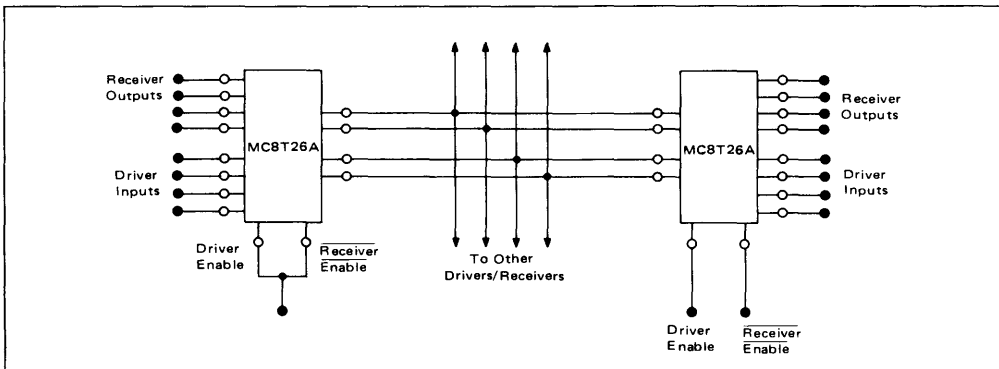 Receiver
Outputs
MC8T26A
Driver
Inputs
Driver
Enable
Receiver
Enable
To Other
Drivers/Receivers
MC8T26A
Receiver
Outputs
Driver
Inputs
Driver
Enable
Receiver
Enable